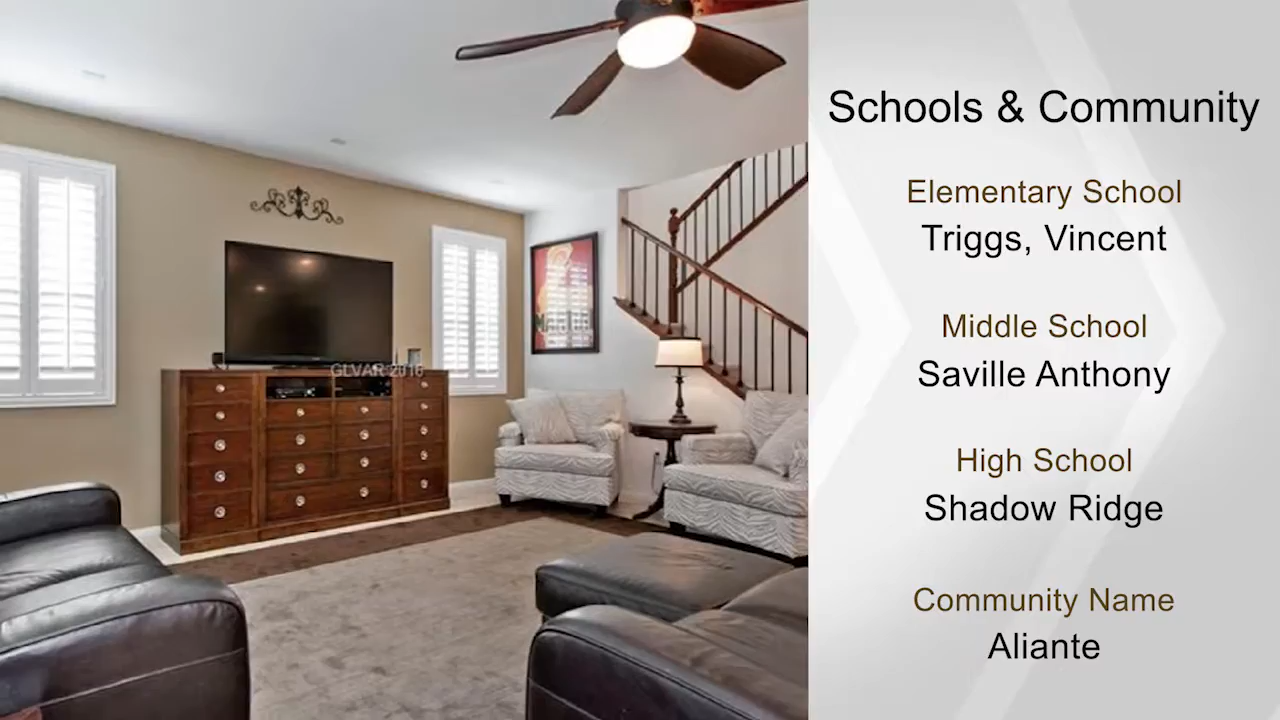 Schools & Community
Elementary School
Triggs, Vincent
Middle School
Saville Anthony
High School
Shadow Ridge
Community Name
Aliante
GLVAR 2016